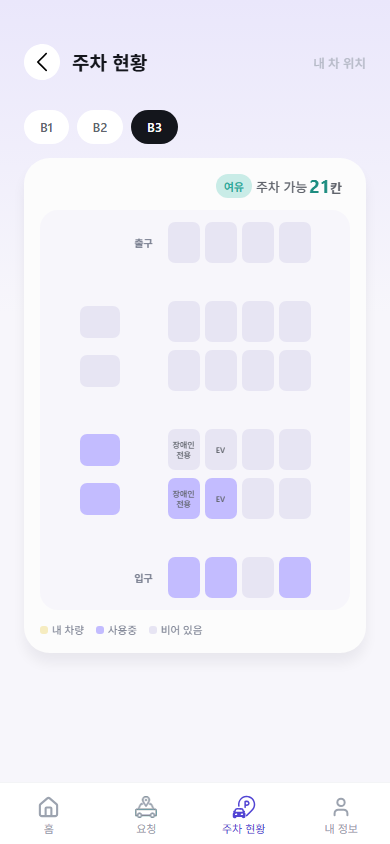 주차 현황
내 차 위치
B1 B2 B3
여유 주차 가능 21칸
출구
장애인
전용
EV
장애인
전용
EV
입구
내 차량 사용중 비어 있음
P
홈 요청 주차 현황 내 정보